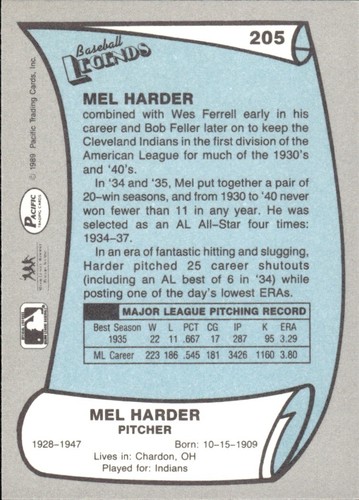 205
Baseball
LEGENDS
MEL HARDER
combined with Wes Ferrell early in his
career and Bob Feller later on to keep the
Cleveland Indians in the first division of the
American League for much of the 1930's
and '40's.
In '34 and '35, Mel put together a pair of
20-win seasons, and from 1930 to '40 never
won fewer than 11 in any year. He was
selected as an AL All-Star four times:
1934-37.
In an era of fantastic hitting and slugging,
Harder pitched 25 career shutouts
(including an AL best of 6 in '34) while
posting one of the day's lowest ERAs.
MAJOR LEAGUE PITCHING RECORD
Best Season W L PCT CG IP K ERA
1935 22 11 .667 17 287 95 3.29
ML Career 223 186 .545 181 3426 1160 3.80
MEL HARDER
PITCHER
1928-1947 Born: 10-15-1909
Lives in: Chardon, OH
Played for: Indians
© 1989 Pacific Trading Cards, Inc.
PACIFIC
TRADING CARDS